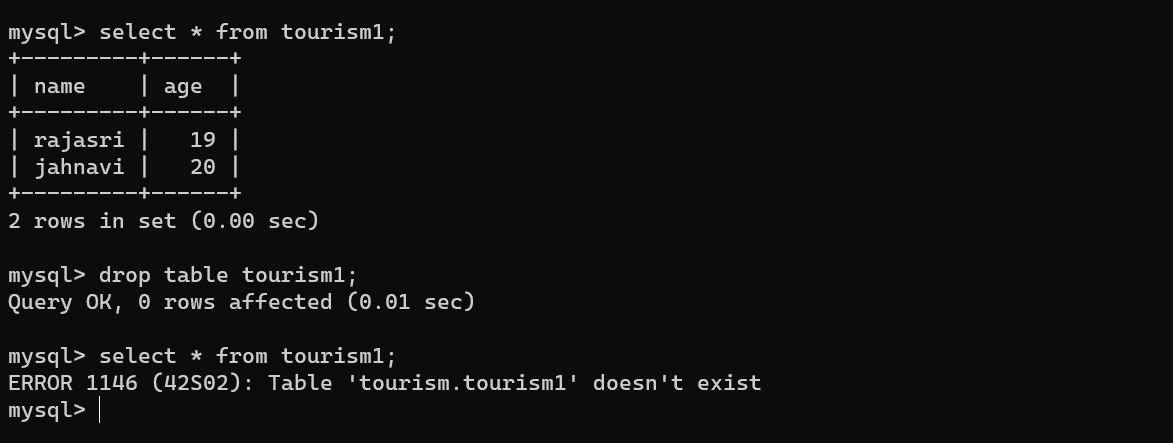 mysql> select * from tourism1;
+---------+------+
| name    | age  |
+---------+------+
| rajasri |   19 |
| jahnavi |   20 |
+---------+------+
2 rows in set (0.00 sec)
mysql> drop table tourism1;
Query OK, 0 rows affected (0.01 sec)
mysql> select * from tourism1;
ERROR 1146 (42S02): Table 'tourism.tourism1' doesn't exist
mysql>